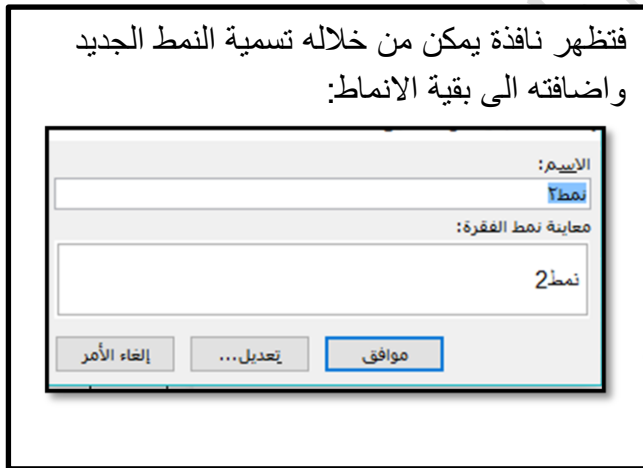 فتظهر نافذة يمكن من خلاله تسمية النمط الجديد
واضافته الى بقية الانماط:
الاسم:
نمط٢
معاينة نمط الفقرة:
نمط2
موافق
تعديل...
إلغاء الأمر